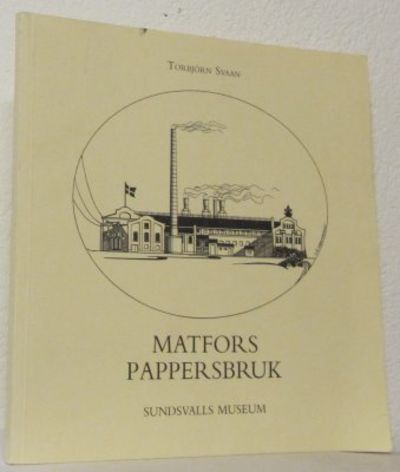 Torbjörn Svaan
MATFORS
PAPPERSBRUK
SUNDSVALLS MUSEUM